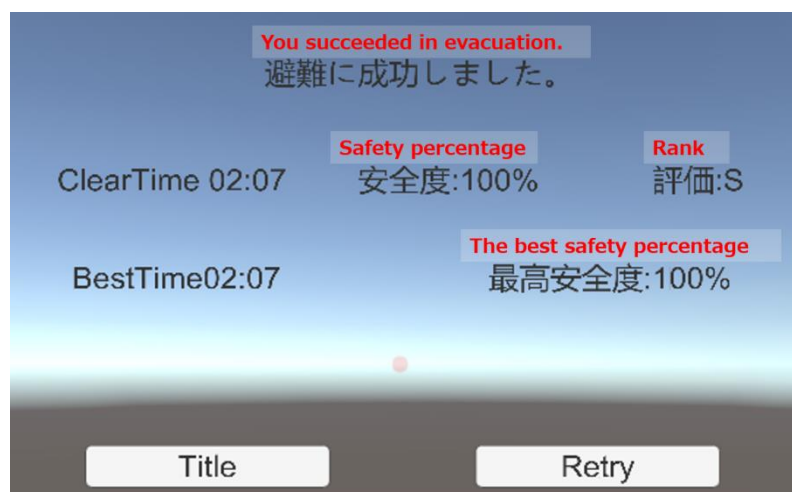 You succeeded in evacuation.
避難に成功しました。
Safety percentage
Rank
ClearTime 02:07
安全度:100%
評価:S
The best safety percentage
BestTime02:07
最高安全度:100%
Title
Retry